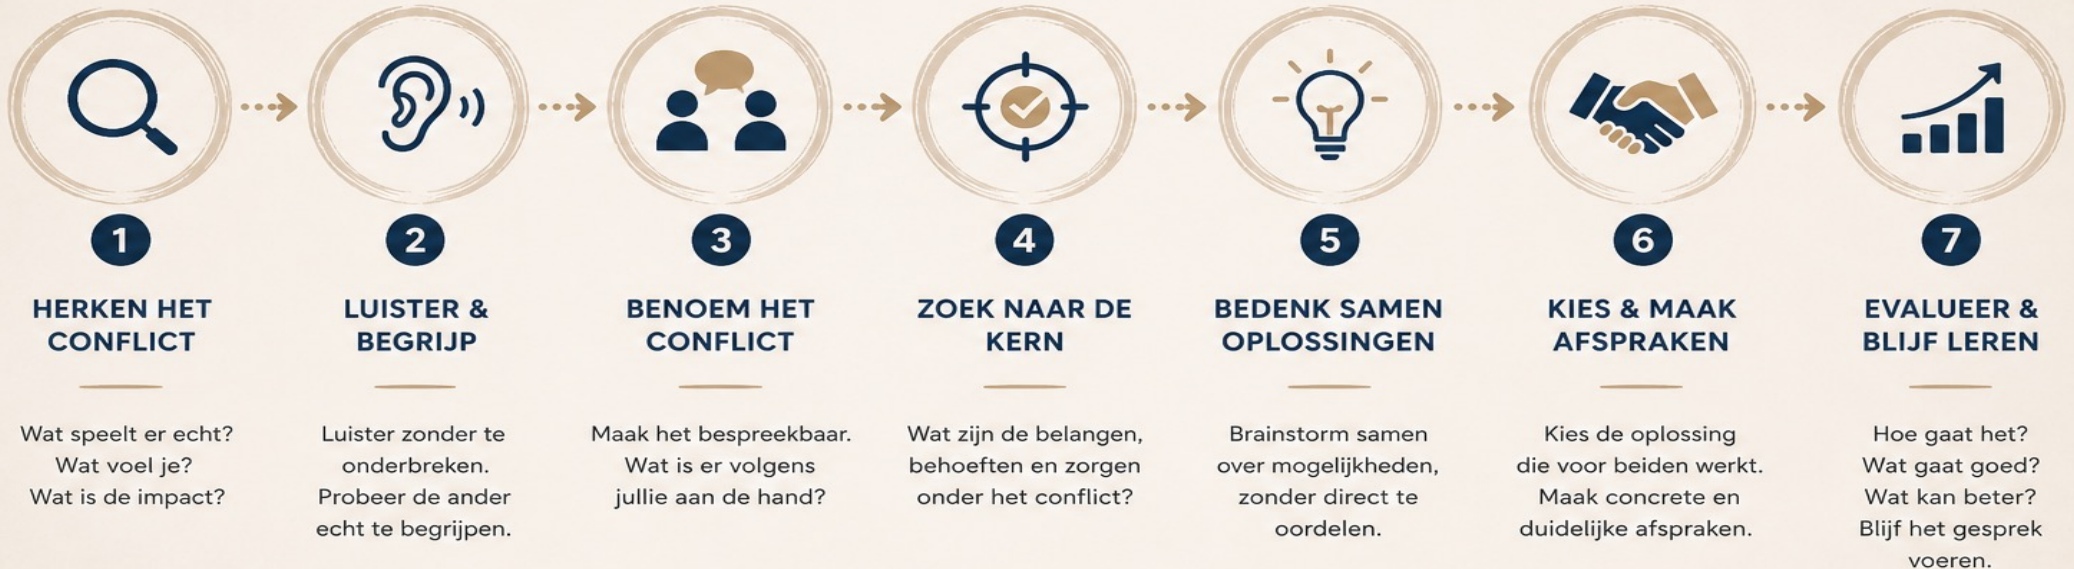 1
HERKEN HET
CONFLICT
Wat speelt er echt?
Wat voel je?
Wat is de impact?
2
LUISTER &
BEGRIJP
Luister zonder te
onderbreken.
Probeer de ander
echt te begrijpen.
3
BENOEM HET
CONFLICT
Maak het bespreekbaar.
Wat is er volgens
jullie aan de hand?
4
ZOEK NAAR DE
KERN
Wat zijn de belangen,
behoeften en zorgen
onder het conflict?
5
BEDENK SAMEN
OPLOSSINGEN
Brainstorm samen
over mogelijkheden,
zonder direct te
oordelen.
6
KIES & MAAK
AFSPRAKEN
Kies de oplossing
die voor beiden werkt.
Maak concrete en
duidelijke afspraken.
7
EVALUEER &
BLIJF LEREN
Hoe gaat het?
Wat gaat goed?
Wat kan beter?
Blijf het gesprek
voeren.